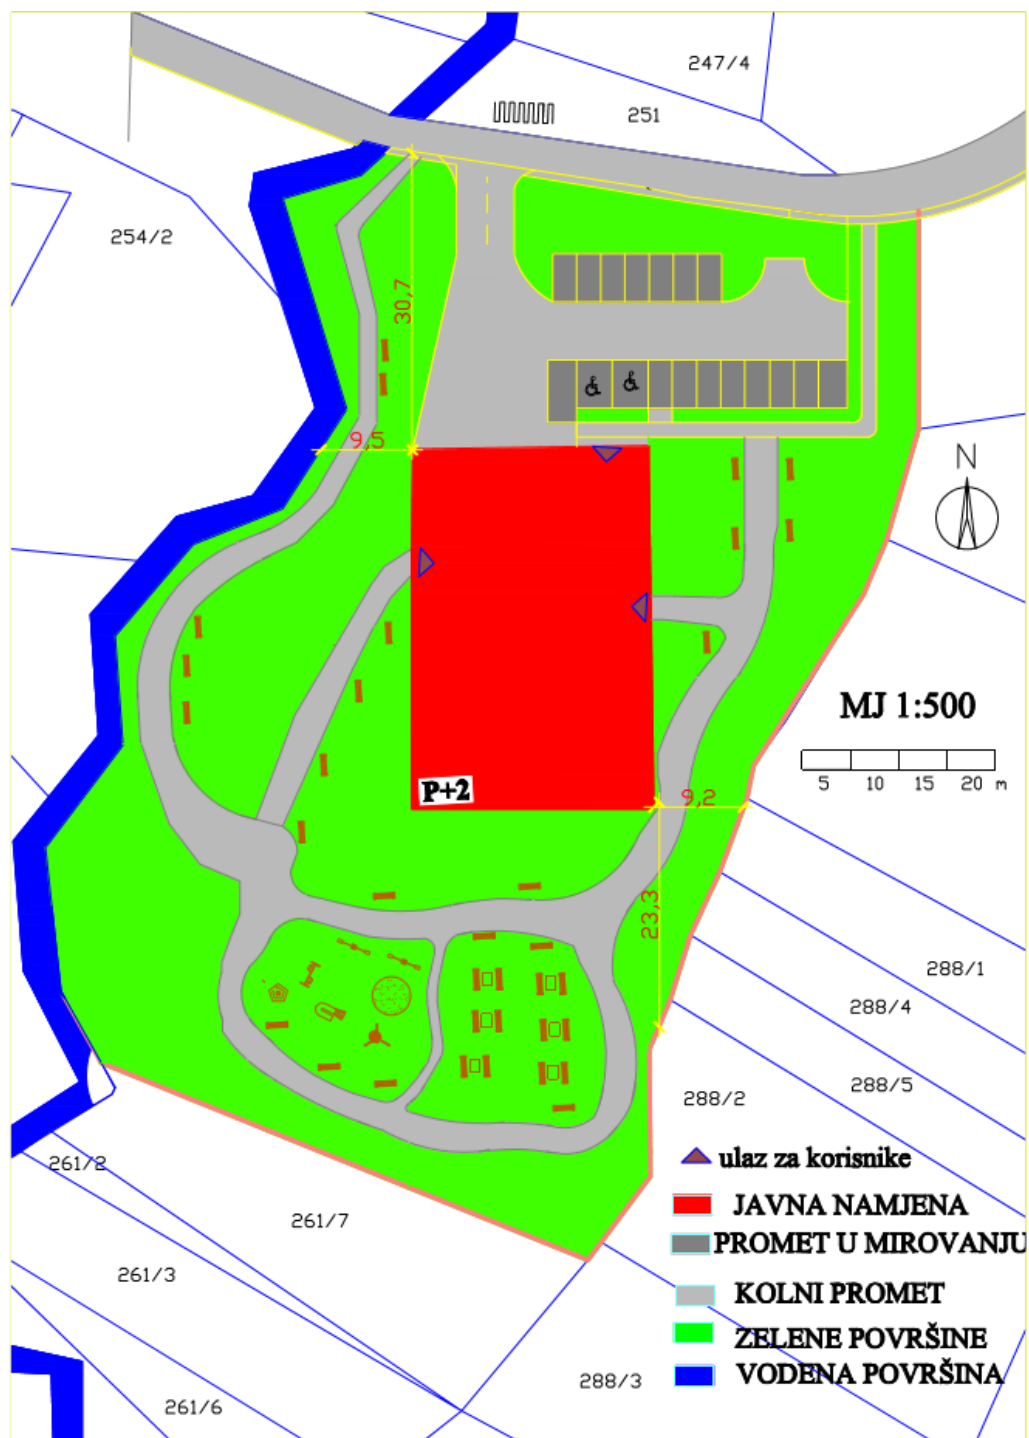 247/4
251
254/2
30,7
9,5
N
MJ 1:500
5 10 15 20 m
P+2
9,2
23,3
288/1
288/4
288/5
288/2
261/2
261/7
261/3
288/3
261/6
ulaz za korisnike
JAVNA NAMJENA
PROMET U MIROVANJU
KOLNI PROMET
ZELENE POVRŠINE
VODENA POVRŠINA